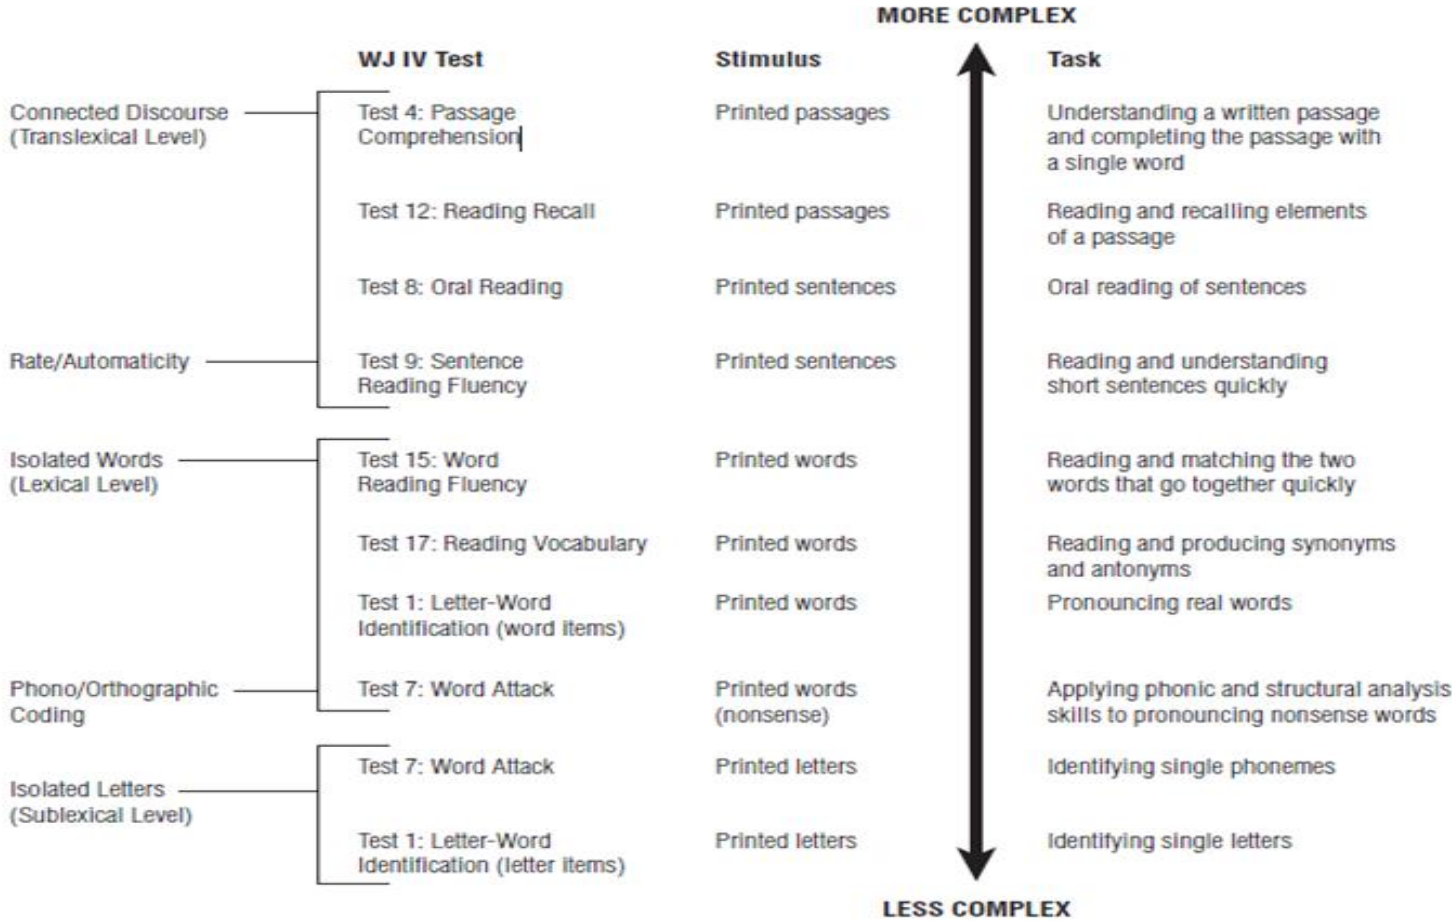 MORE COMPLEX
WJ IV Test Stimulus Task
Connected Discourse Test 4: Passage Printed passages Understanding a written passage
(Translexical Level) Comprehension and completing the passage with
a single word
Test 12: Reading Recall Printed passages Reading and recalling elements
of a passage
Test 8: Oral Reading Printed sentences Oral reading of sentences
Rate/Automaticity Test 9: Sentence Printed sentences Reading and understanding
Reading Fluency short sentences quickly
Isolated Words Test 15: Word Printed words Reading and matching the two
(Lexical Level) Reading Fluency words that go together quickly
Test 17: Reading Vocabulary Printed words Reading and producing synonyms
and antonyms
Test 1: Letter-Word Printed words Pronouncing real words
Identification (word items)
Phono/Orthographic Test 7: Word Attack Printed words Applying phonic and structural analysis
Coding (nonsense) skills to pronouncing nonsense words
Test 7: Word Attack Printed letters Identifying single phonemes
Isolated Letters
(Sublexical Level)
Test 1: Letter-Word Printed letters Identifying single letters
Identification (letter items)
LESS COMPLEX